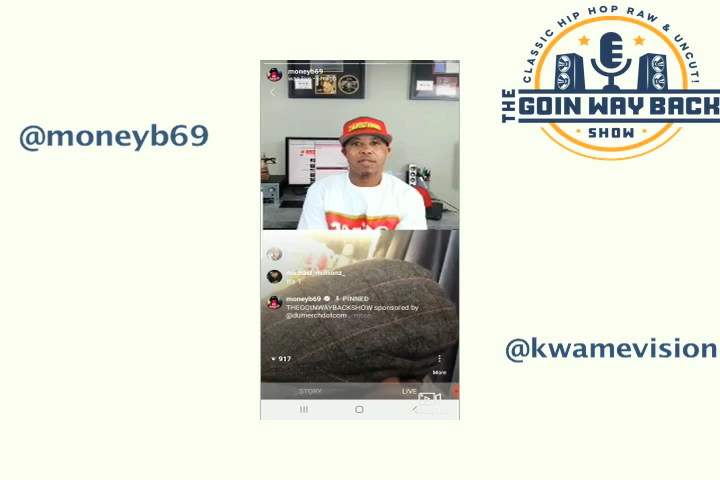 CLASSIC HIP HOP RAW & UNCUT!
THE
GOIN WAY BACK
SHOW
@moneyb69
moneyb69
moneyb69 PINNED
THEGOINWAYBACKSHOW sponsored by
@dumerchdotcom
917
More
STORY
LIVE
@kwamevision